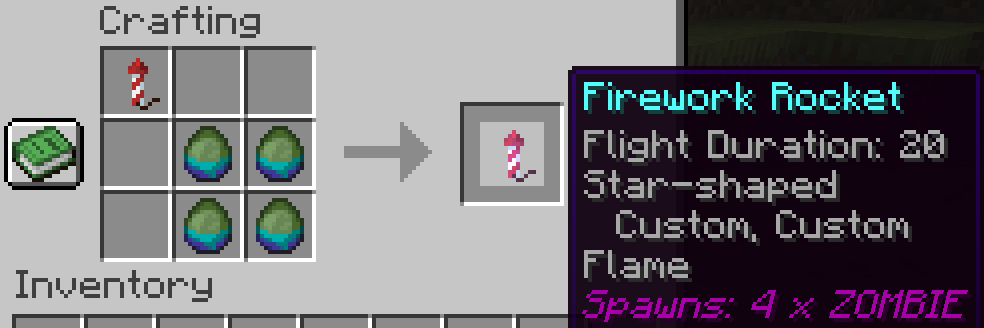 Crafting
Firework Rocket
Flight Duration: 20
Star-shaped
Custom, Custom
Flame
Spawns: 4 x ZOMBIE
Inventory